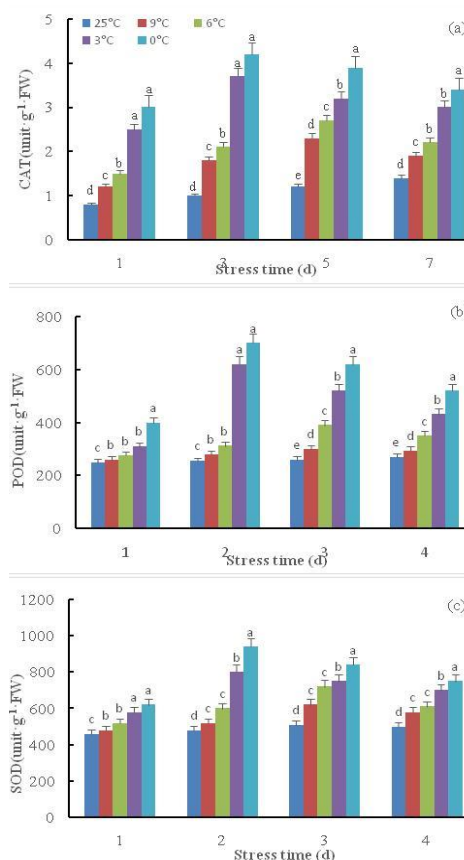 25°C 9°C 6°C
3°C 0°C
(a)
CAT(unit·g-1·FW)
5
4
3
2
1
0
d c b a a
d c b a a
e d c b a
d c b b a
1 3 5 7
Stress time (d)
(b)
POD(unit·g-1·FW
800
600
400
200
0
c b b b a
c b b a a
e d c b a
e d c b a
1 2 3 4
Stress time (d)
(c)
SOD(unit·g-1·FW)
1200
1000
800
600
400
200
0
c b b a a
d c c b a
d c c b a
d c c b a
1 2 3 4
Stress time (d)